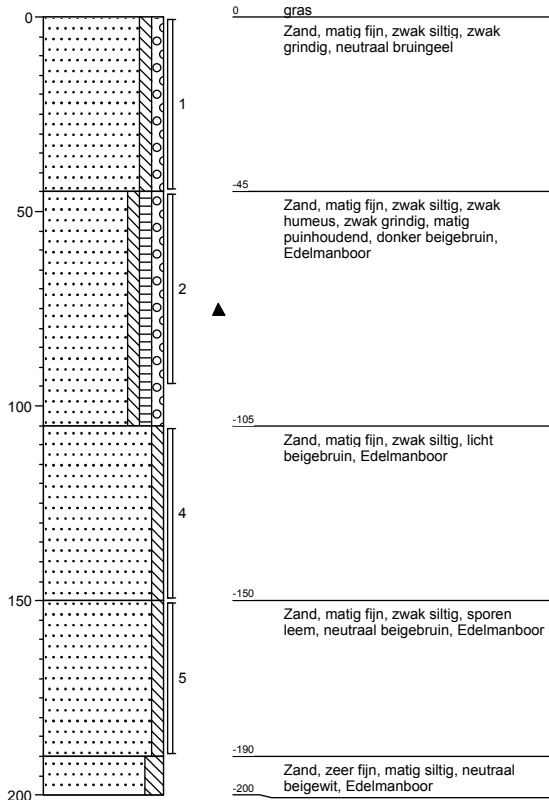 0
gras
0
Zand, matig fijn, zwak siltig, zwak
grindig, neutraal bruingeel
1
-45
50
Zand, matig fijn, zwak siltig, zwak
humeus, zwak grindig, matig
puinhoudend, donker beigebruin,
Edelmanboor
2
100
-105
Zand, matig fijn, zwak siltig, licht
beigebruin, Edelmanboor
4
150
-150
Zand, matig fijn, zwak siltig, sporen
leem, neutraal beigebruin, Edelmanboor
5
-190
Zand, zeer fijn, matig siltig, neutraal
beigewit, Edelmanboor
200
-200